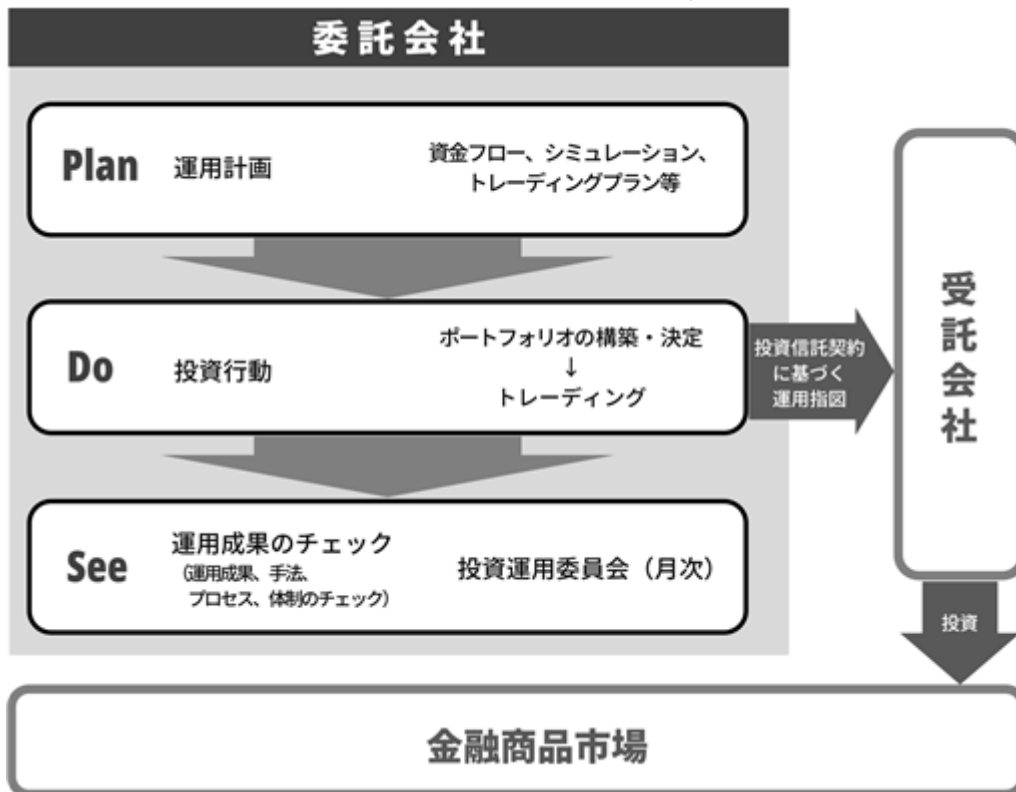 委託会社
Plan 運用計画
資金フロー、シミュレーション、
トレーディングプラン等
Do 投資行動
ポートフォリオの構築・決定
↓
トレーディング
投資信託契約
に基づく
運用指図
See 運用成果のチェック
(運用成果、手法、
プロセス、体制のチェック)
投資運用委員会（月次）
受託会社
投資
金融商品市場